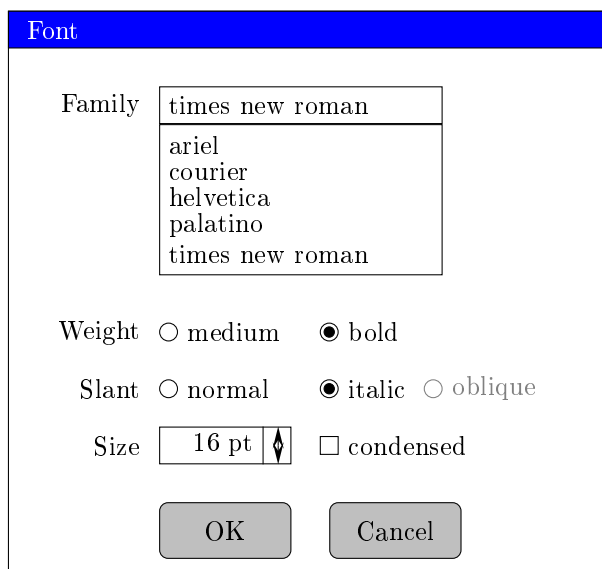 Font
Family times new roman
ariel
courier
helvetica
palatino
times new roman
Weight medium bold
Slant normal italic oblique
Size 16 pt condensed
OK Cancel